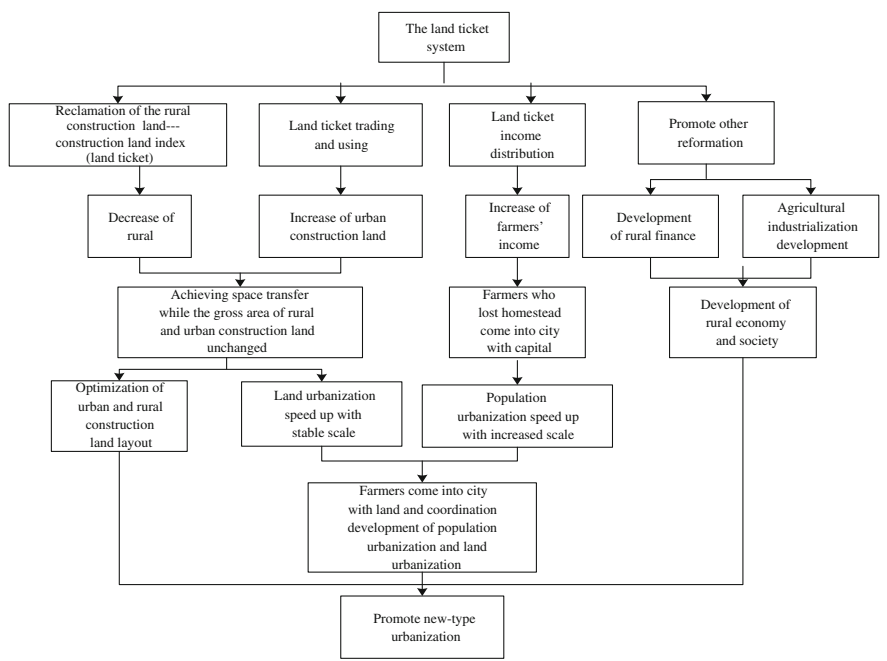 The land ticket
system
Reclamation of the rural
construction land---
construction land index
(land ticket)
Land ticket trading
and using
Land ticket
income
distribution
Promote other
reformation
Decrease of
rural
Increase of urban
construction land
Increase of
farmers'
income
Development
of rural finance
Agricultural
industrialization
development
Achieving space transfer
while the gross area of rural
and urban construction land
unchanged
Farmers who
lost homestead
come into city
with capital
Development of
rural economy
and society
Optimization of
urban and rural
construction
land layout
Land urbanization
speed up with
stable scale
Population
urbanization speed up
with increased scale
Farmers come into city
with land and coordination
development of population
urbanization and land
urbanization
Promote new-type
urbanization